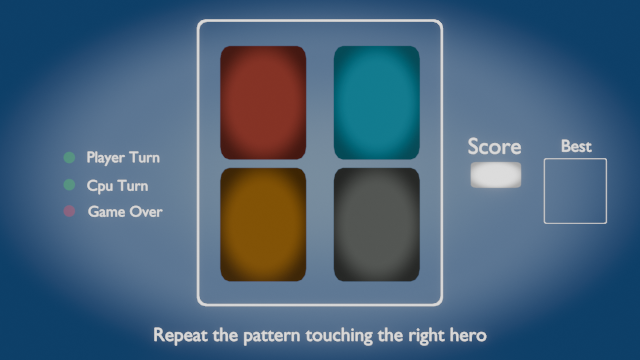 Player Turn
Cpu Turn
Game Over
Score
Best
Repeat the pattern touching the right hero